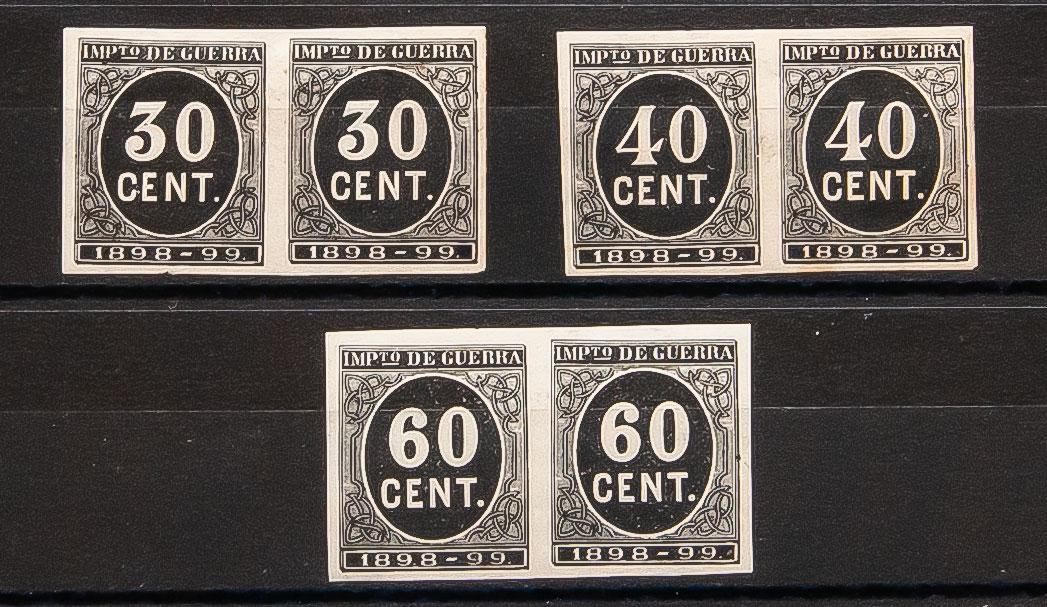 IMPTO DE GUERRA
30
CENT.
1898-99.
IMPTO DE GUERRA
30
CENT.
1898-99.
IMPTO DE GUERRA
40
CENT.
1898-99.
IMPTO DE GUERRA
40
CENT.
1898-99.
IMPTO DE GUERRA
60
CENT.
1898-99.
IMPTO DE GUERRA
60
CENT.
1898-99.